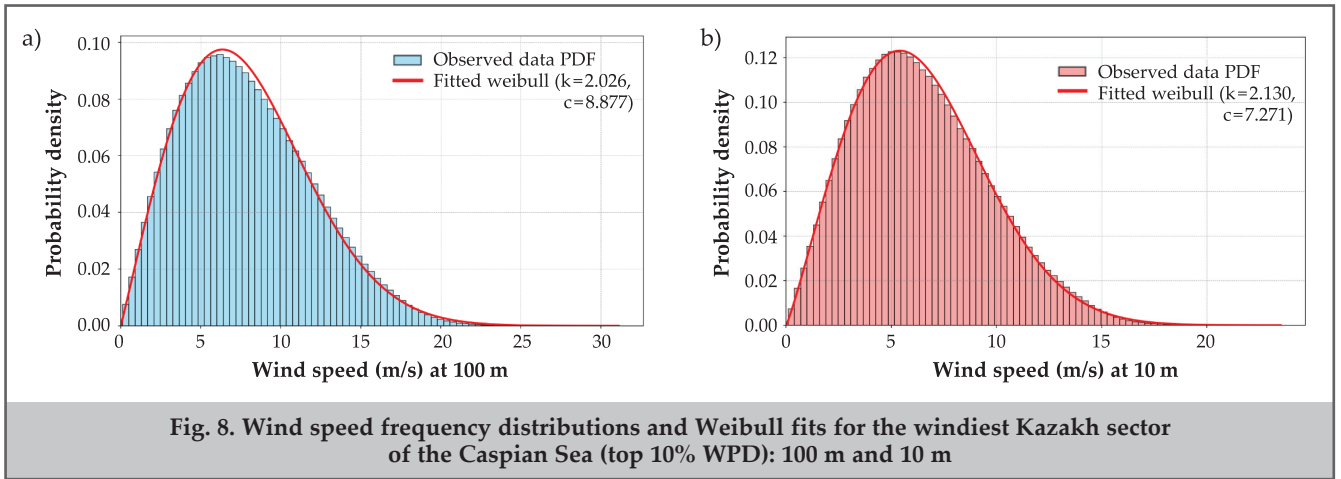 a)
0.10
0.08
0.06
0.04
0.02
0.00
Probability density
Observed data PDF
Fitted weibull (k=2.026,
c=8.877)
0 5 10 15 20 25 30
Wind speed (m/s) at 100 m
b)
0.12
0.10
0.08
0.06
0.04
0.02
0.00
Probability density
Observed data PDF
Fitted weibull (k=2.130,
c=7.271)
0 5 10 15 20
Wind speed (m/s) at 10 m
Fig. 8. Wind speed frequency distributions and Weibull fits for the windiest Kazakh sector
of the Caspian Sea (top 10% WPD): 100 m and 10 m